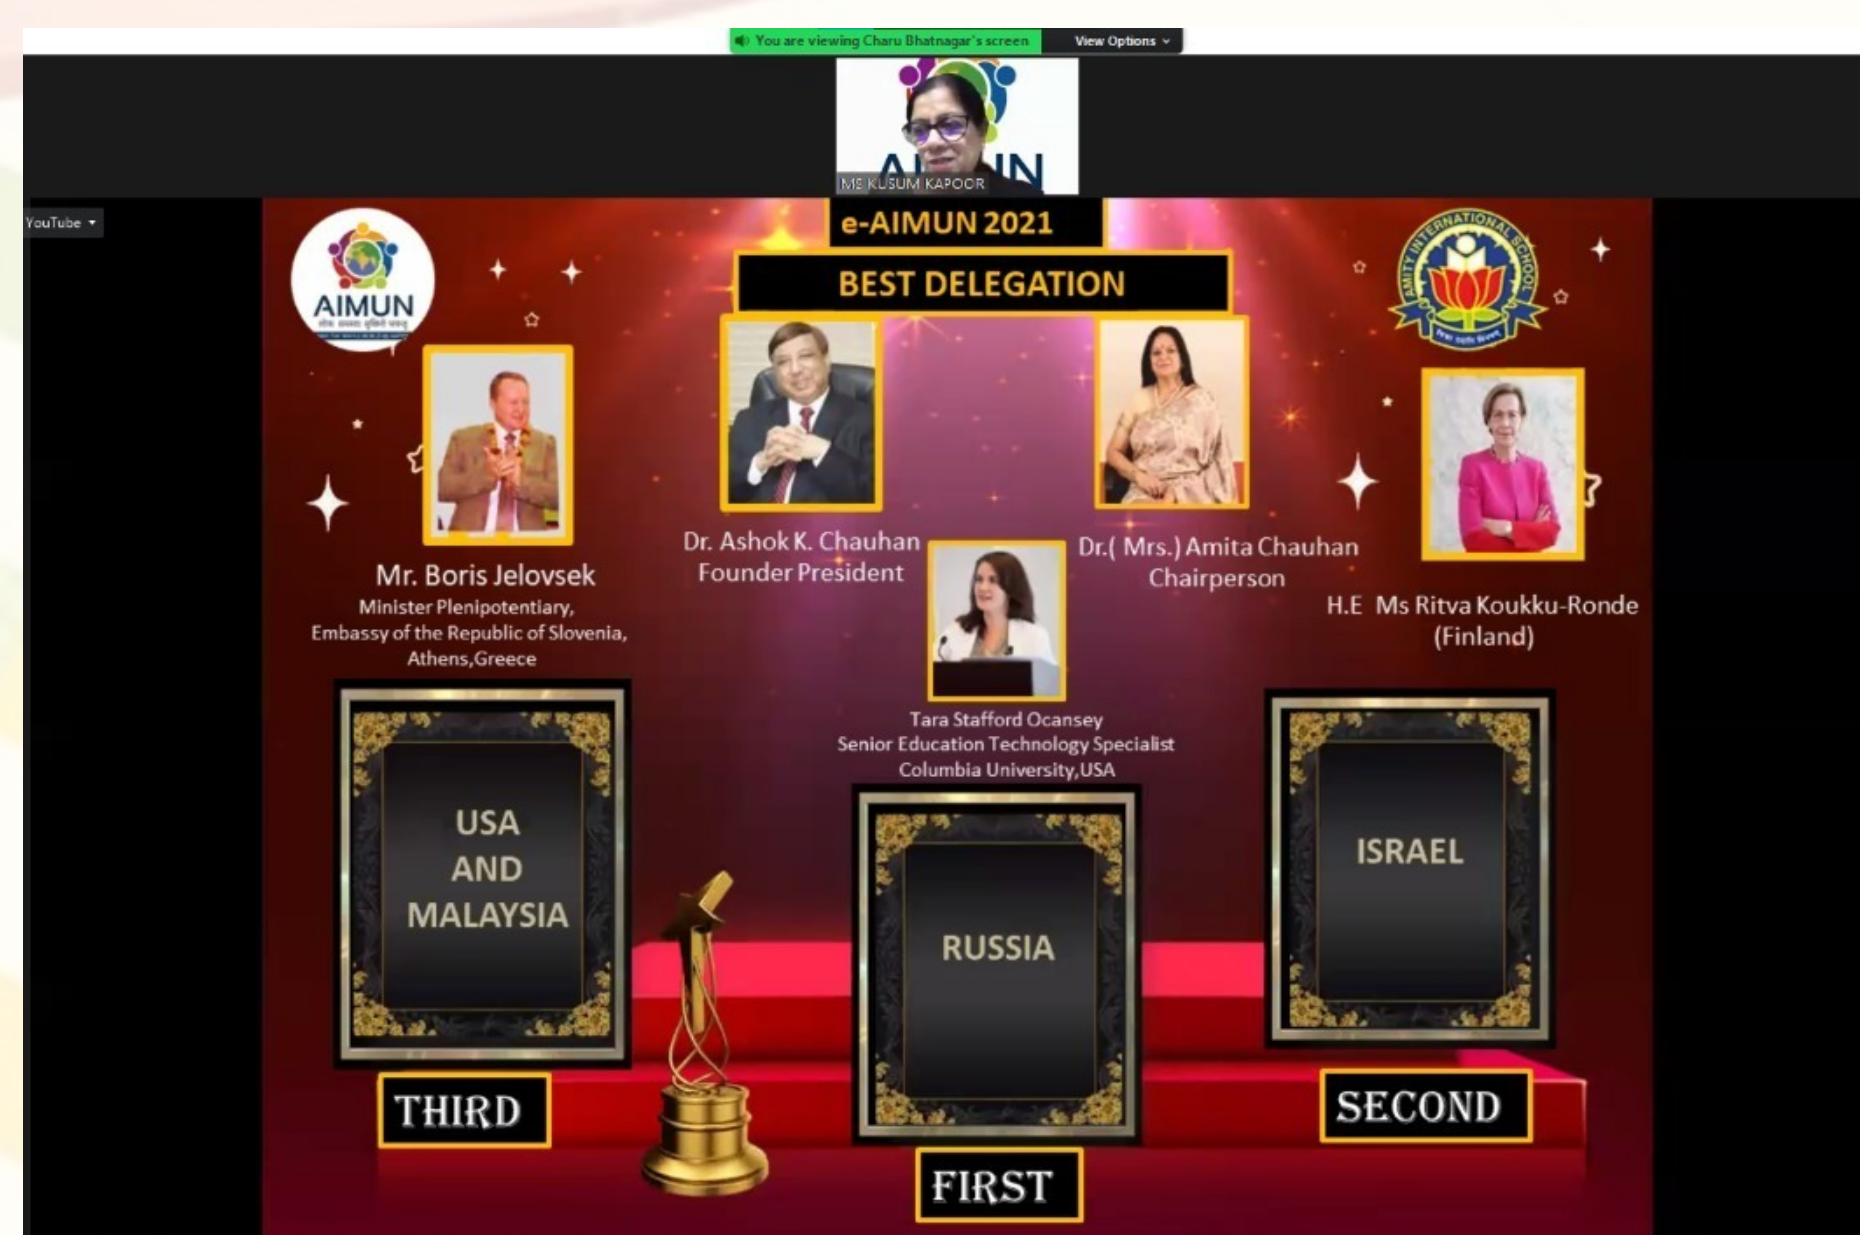 You are viewing Charu Bhatnagar's screen
View Options
AIMUN
MS KUSUM KAPOOR
YouTube
e-AIMUN 2021
BEST DELEGATION
AIMUN
AMITY INTERNATIONAL SCHOOL
Dr. Ashok K. Chauhan
Founder President
Dr.( Mrs.) Amita Chauhan
Chairperson
Mr. Boris Jelovsek
Minister Plenipotentiary,
Embassy of the Republic of Slovenia,
Athens,Greece
H.E Ms Ritva Koukku-Ronde
(Finland)
Tara Stafford Ocansey
Senior Education Technology Specialist
Columbia University,USA
USA
AND
MALAYSIA
THIRD
RUSSIA
FIRST
ISRAEL
SECOND